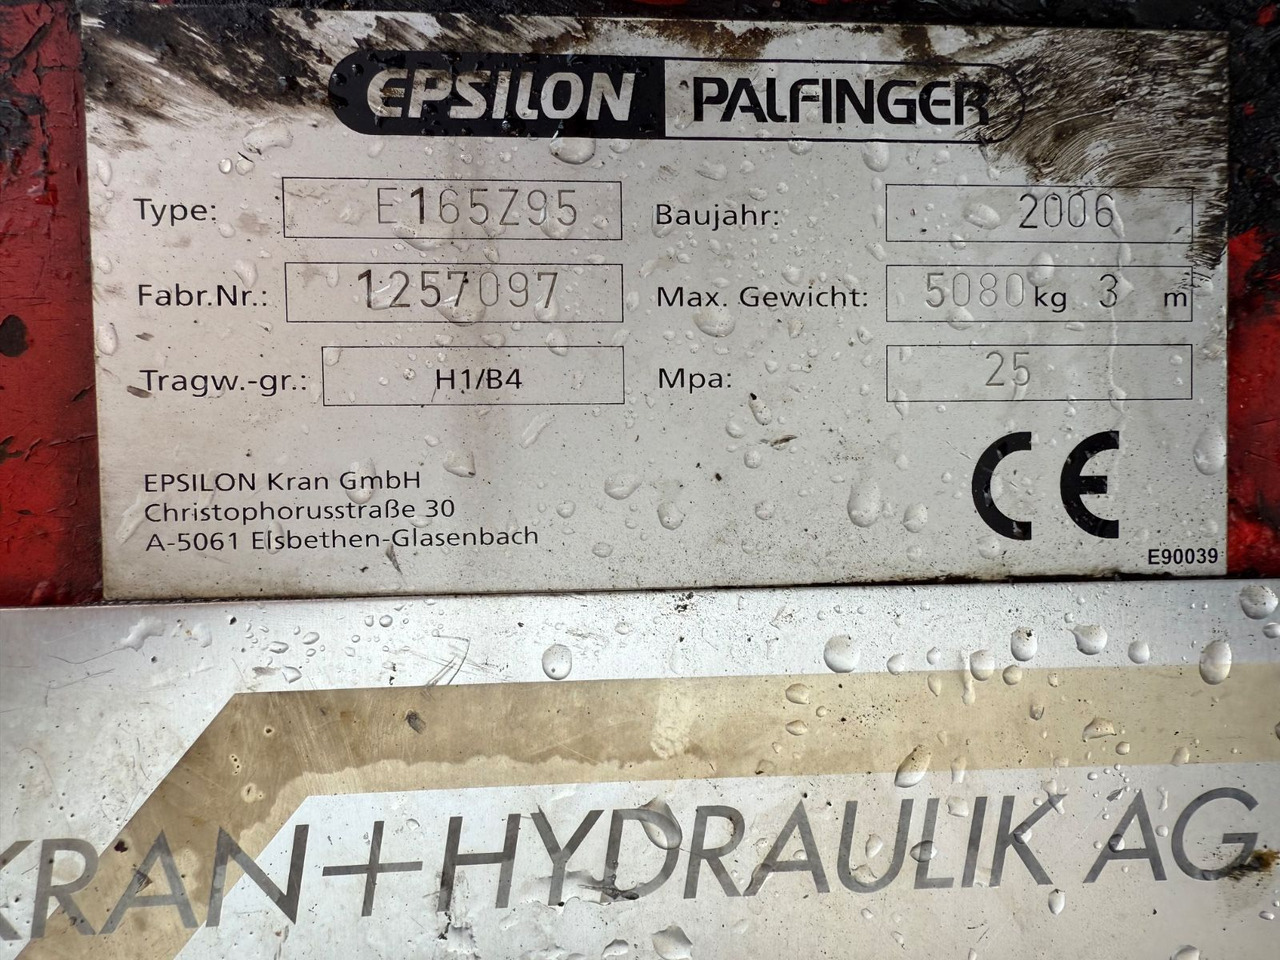 EPSILON PALFINGER
Type: E165Z95 Baujahr: 2006
Fabr.Nr.: 1257097 Max. Gewicht: 5080 kg 3 m
Tragw.-gr.: H1/B4 Mpa: 25
EPSILON Kran GmbH
Christophorusstraße 30
A-5061 Elsbethen-Glasenbach
CE
E90039
KRAN+HYDRAULIK AG